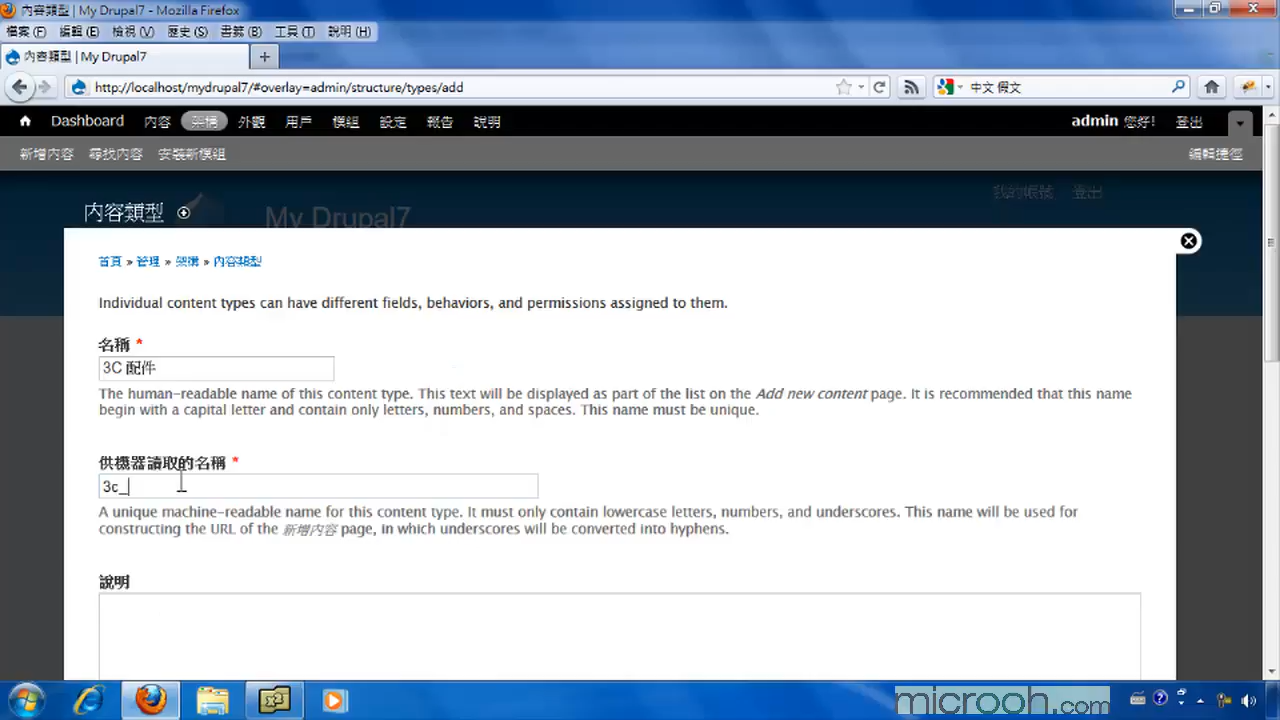 內容類型 | My Drupal7 - Mozilla Firefox
檔案(F) 編輯(E) 檢視(V) 歷史(S) 書籤(B) 工具(T) 說明(H)
內容類型 | My Drupal7
http://localhost/mydrupal7/#overlay=admin/structure/types/add
中文 假文
Dashboard 內容 架構 外觀 用戶 模組 設定 報告 說明 admin 您好! 登出
新增內容 尋找內容 安裝新模組 編輯捷徑
我的帳號 登出
內容類型 My Drupal7
首頁 » 管理 » 架構 » 內容類型
Individual content types can have different fields, behaviors, and permissions assigned to them.
名稱 *
3C 配件
The human-readable name of this content type. This text will be displayed as part of the list on the Add new content page. It is recommended that this name
begin with a capital letter and contain only letters, numbers, and spaces. This name must be unique.
供機器讀取的名稱 *
3c_
A unique machine-readable name for this content type. It must only contain lowercase letters, numbers, and underscores. This name will be used for
constructing the URL of the 新增內容 page, in which underscores will be converted into hyphens.
說明
microoh.com